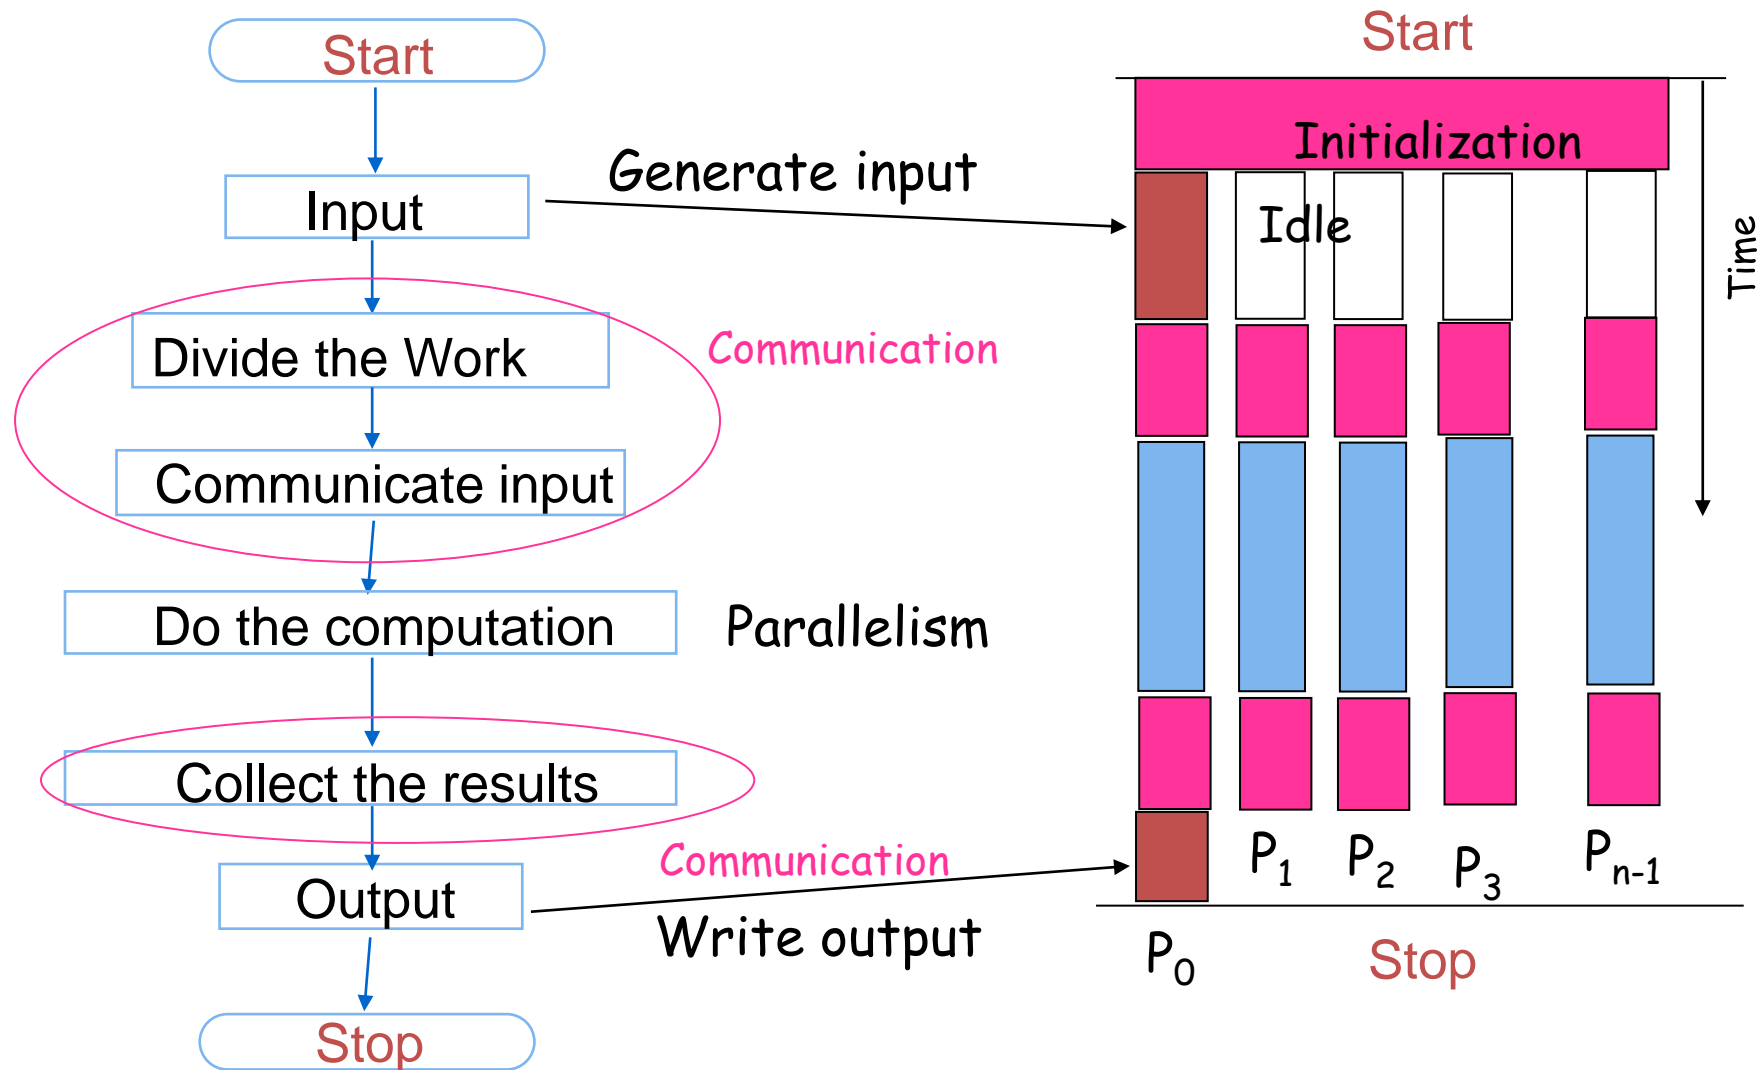 Start
Input
Divide the Work
Communicate input
Do the computation
Collect the results
Output
Stop
Generate input
Communication
Parallelism
Communication
Write output
Start
Initialization
Idle
Time
P1
P2
P3
Pn-1
P0
Stop